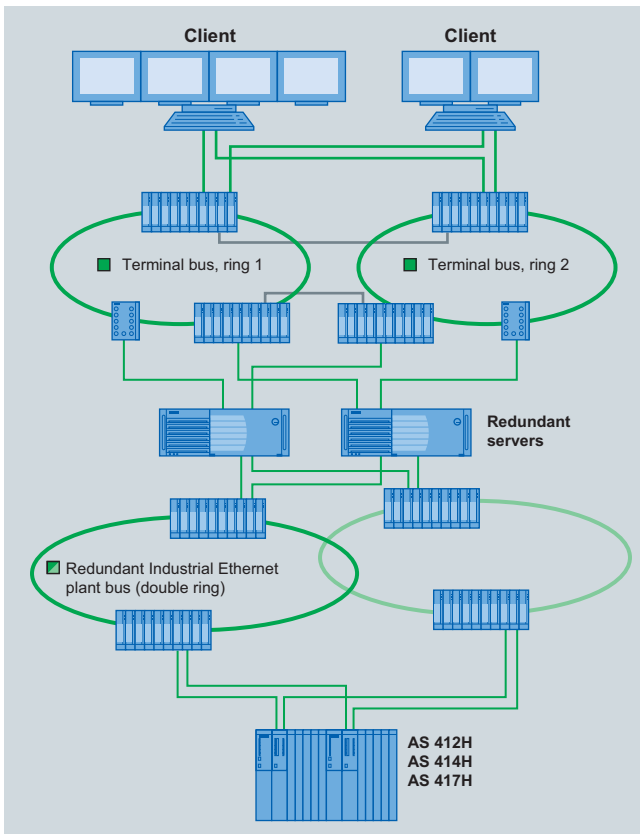 Client
Client
Terminal bus, ring 1
Terminal bus, ring 2
Redundant
servers
Redundant Industrial Ethernet
plant bus (double ring)
AS 412H
AS 414H
AS 417H